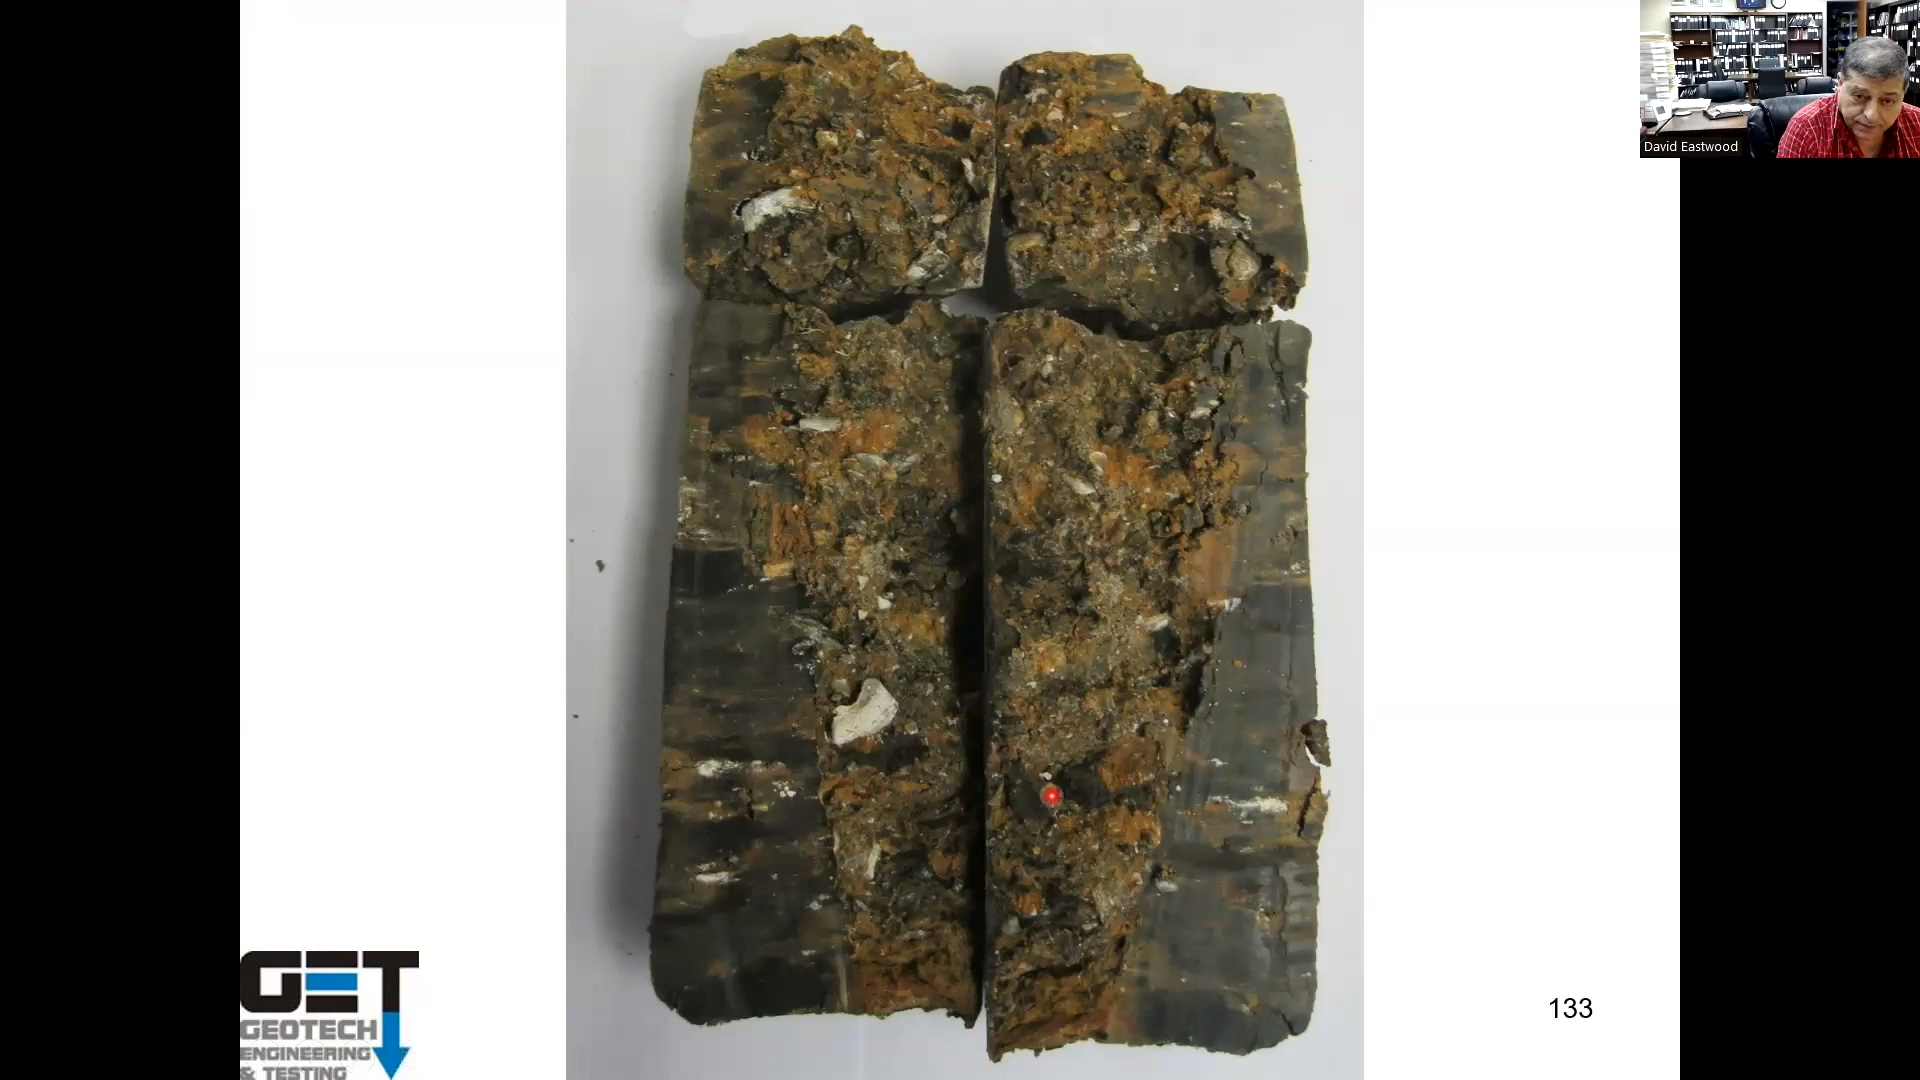 David Eastwood
GET
GEOTECH
ENGINEERING
& TESTING
133